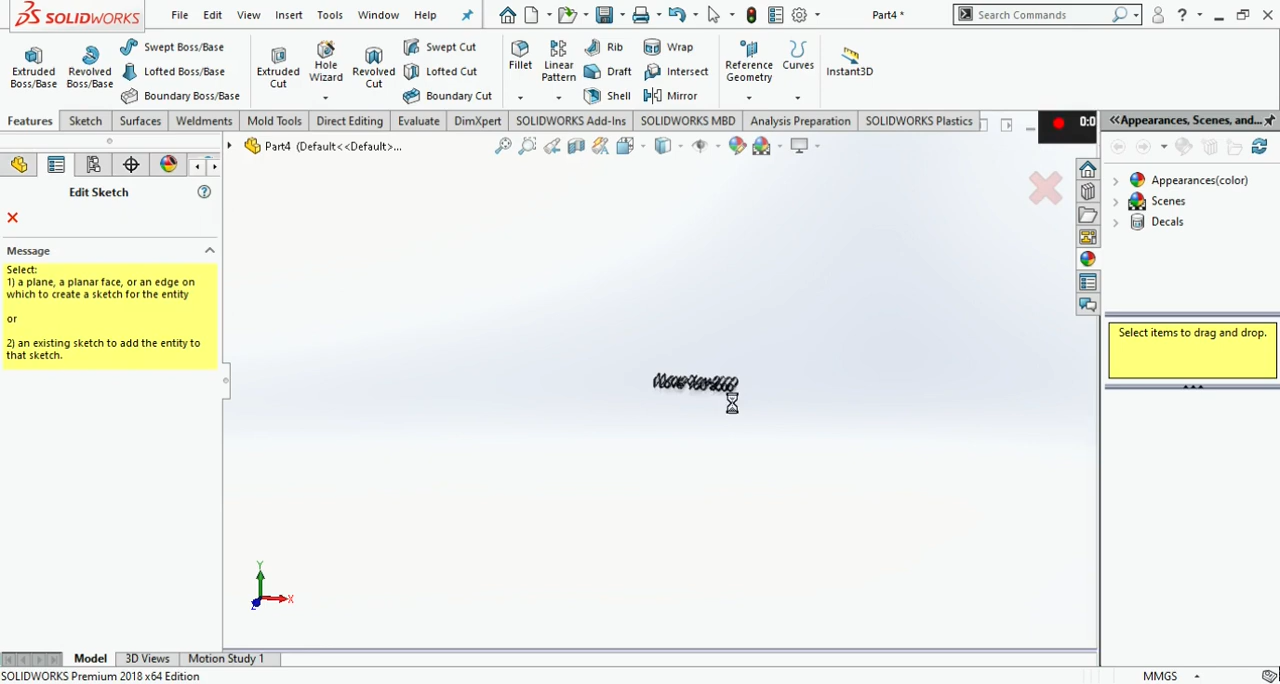 SOLIDWORKS File Edit View Insert Tools Window Help Part4 * Search Commands ?
Extruded Boss/Base
Revolved Boss/Base
Swept Boss/Base
Lofted Boss/Base
Boundary Boss/Base
Extruded Cut
Hole Wizard
Revolved Cut
Swept Cut
Lofted Cut
Boundary Cut
Fillet
Linear Pattern
Rib
Draft
Shell
Wrap
Intersect
Mirror
Reference Geometry
Curves
Instant3D
Features Sketch Surfaces Weldments Mold Tools Direct Editing Evaluate DimXpert SOLIDWORKS Add-Ins SOLIDWORKS MBD Analysis Preparation SOLIDWORKS Plastics
0:0
Appearances, Scenes, and...
Part4 (Default<<Default>...
Edit Sketch
?
Message
Select:
1) a plane, a planar face, or an edge on
which to create a sketch for the entity
or
2) an existing sketch to add the entity to
that sketch.
Appearances(color)
Scenes
Decals
Select items to drag and drop.
Y
X
Z
Model 3D Views Motion Study 1
SOLIDWORKS Premium 2018 x64 Edition
MMGS